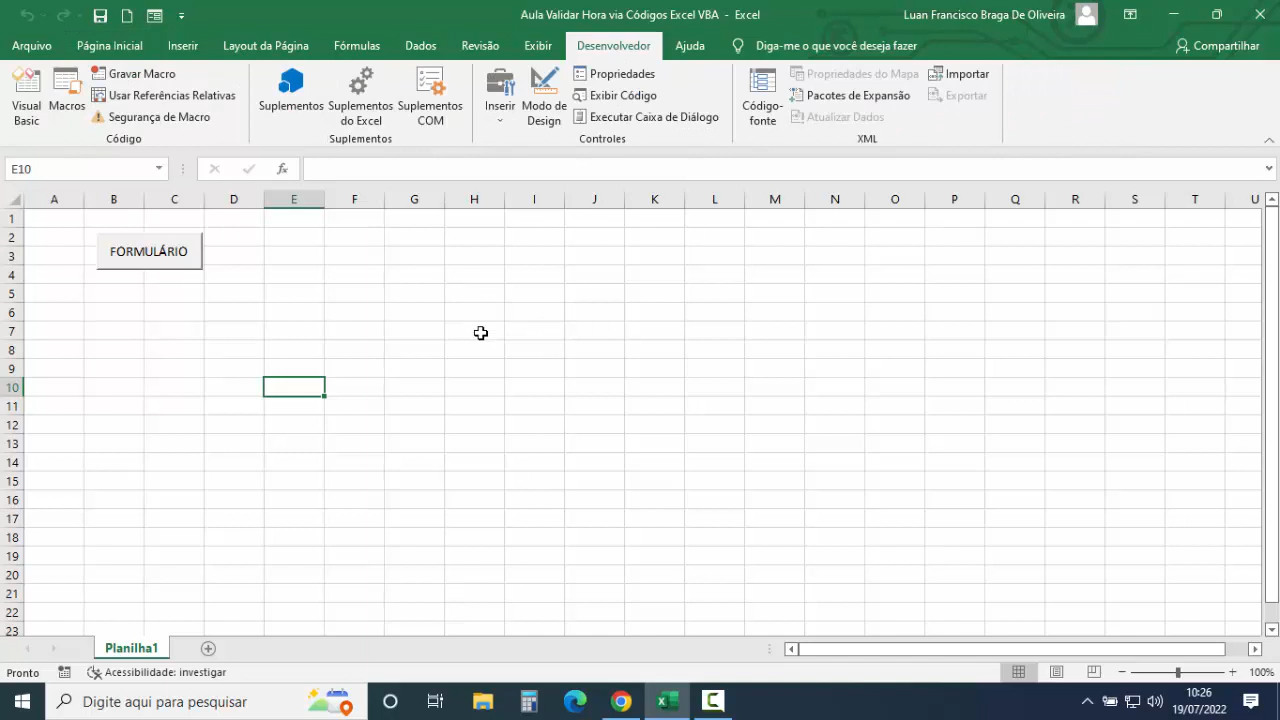 Aula Validar Hora via Códigos Excel VBA - Excel
Luan Francisco Braga De Oliveira
Arquivo Página Inicial Inserir Layout da Página Fórmulas Dados Revisão Exibir Desenvolvedor Ajuda Diga-me o que você deseja fazer Compartilhar
Visual Basic
Macros
Gravar Macro
Usar Referências Relativas
Segurança de Macro
Código
Suplementos
Suplementos do Excel
Suplementos COM
Suplementos
Inserir
Modo de Design
Propriedades
Exibir Código
Executar Caixa de Diálogo
Controles
Código-fonte
Propriedades do Mapa
Pacotes de Expansão
Atualizar Dados
Importar
Exportar
XML
E10
fx
A B C D E F G H I J K L M N O P Q R S T U
1
2
FORMULÁRIO
3
4
5
6
7
8
9
10
11
12
13
14
15
16
17
18
19
20
21
22
23
Planilha1
Pronto Acessibilidade: investigar 100%
Digite aqui para pesquisar
10:26
19/07/2022